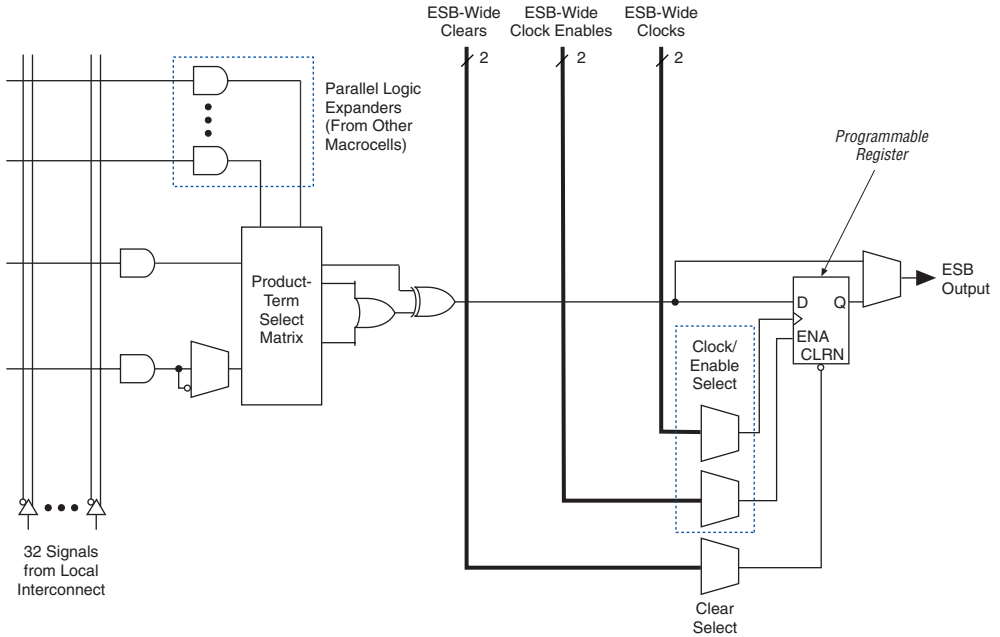 ESB-Wide
Clears
ESB-Wide
Clock Enables
ESB-Wide
Clocks
2
2
2
Parallel Logic
Expanders
(From Other
Macrocells)
Programmable
Register
Product-
Term
Select
Matrix
ESB
Output
D
Q
ENA
CLRN
Clock/
Enable
Select
32 Signals
from Local
Interconnect
Clear
Select